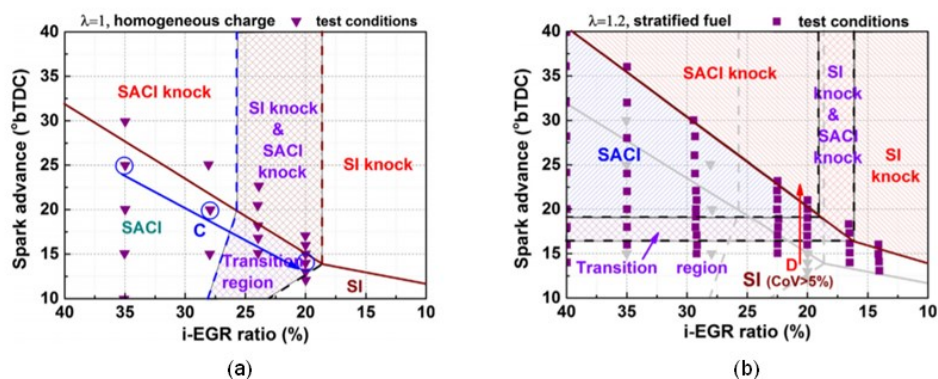 λ=1, homogeneous charge ▼ test conditions
40
35
30
25
20
15
10
Spark advance (°bTDC)
SACI knock
SI knock
&
SACI
knock
SI knock
SACI
C
Transition
region
SI
40 35 30 25 20 15 10
i-EGR ratio (%)
(a)
λ=1.2, stratified fuel ■ test conditions
40
35
30
25
20
15
10
Spark advance (°bTDC)
SACI knock
SI
knock
&
SACI
knock
SI
knock
SACI
Transition region
D
SI (CoV>5%)
40 35 30 25 20 15 10
i-EGR ratio (%)
(b)